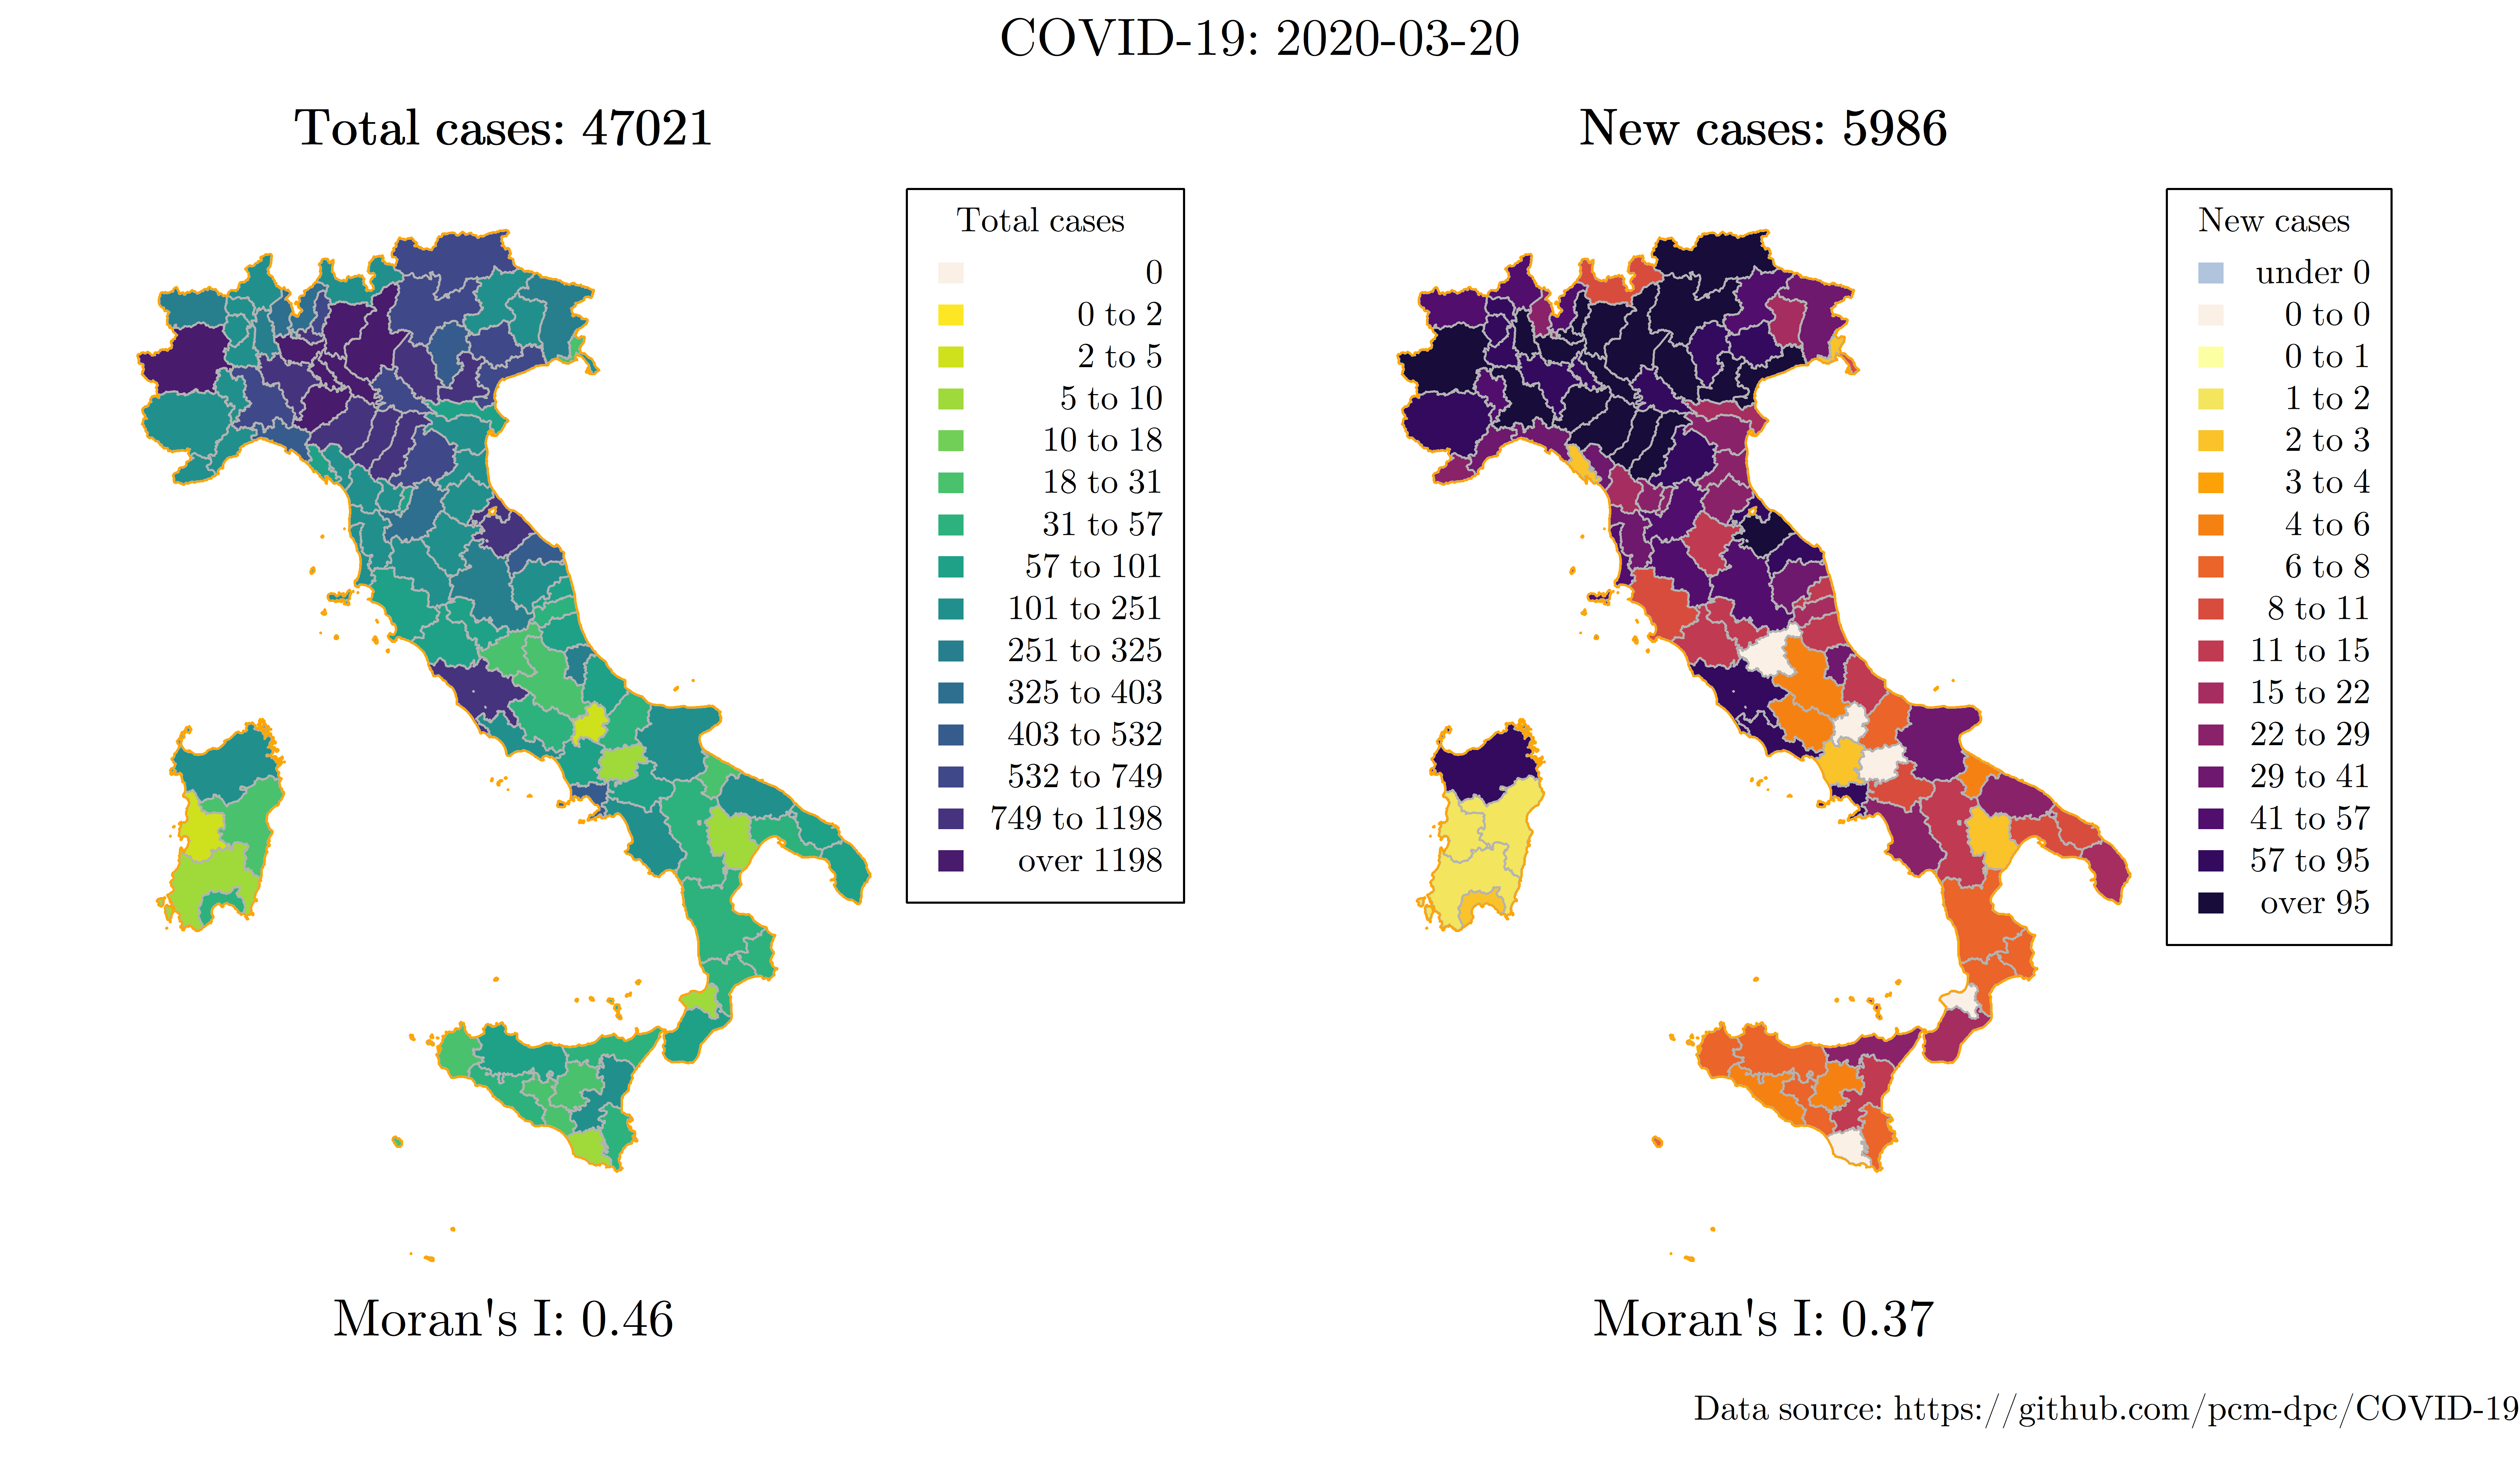 COVID-19: 2020-03-20
Total cases: 47021
Total cases
0
0 to 2
2 to 5
5 to 10
10 to 18
18 to 31
31 to 57
57 to 101
101 to 251
251 to 325
325 to 403
403 to 532
532 to 749
749 to 1198
over 1198
Moran's I: 0.46
New cases: 5986
New cases
under 0
0 to 0
0 to 1
1 to 2
2 to 3
3 to 4
4 to 6
6 to 8
8 to 11
11 to 15
15 to 22
22 to 29
29 to 41
41 to 57
57 to 95
over 95
Moran's I: 0.37
Data source: https://github.com/pcm-dpc/COVID-19